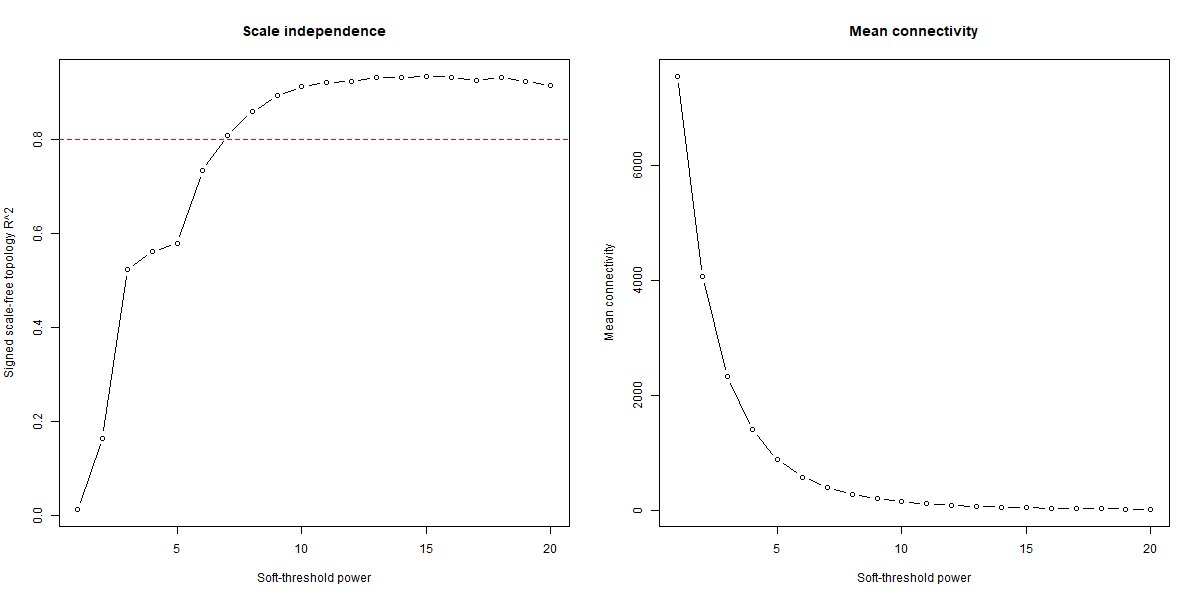 Scale independence
Signed scale-free topology R^2
0.0
0.2
0.4
0.6
0.8
5
10
15
20
Soft-threshold power
Mean connectivity
Mean connectivity
0
2000
4000
6000
5
10
15
20
Soft-threshold power